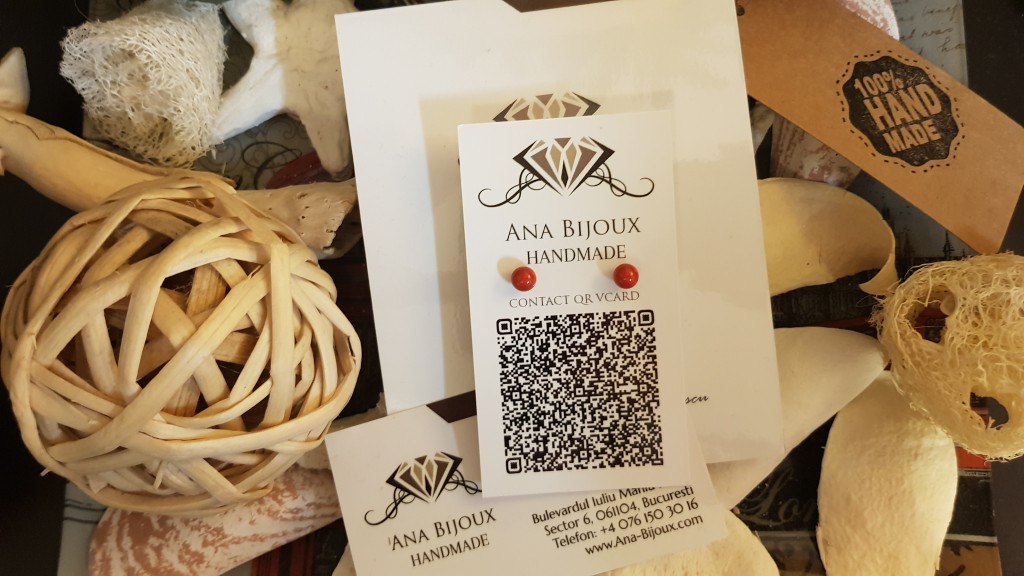 100%
HAND
MADE
ANA BIJOUX
HANDMADE
CONTACT QR VCARD
ANA BIJOUX
HANDMADE
Bulevardul Iuliu
Sector 6, 061104, Bucuresti
Telefon: +4 076 150 30 16
www.Ana-Bijoux.com